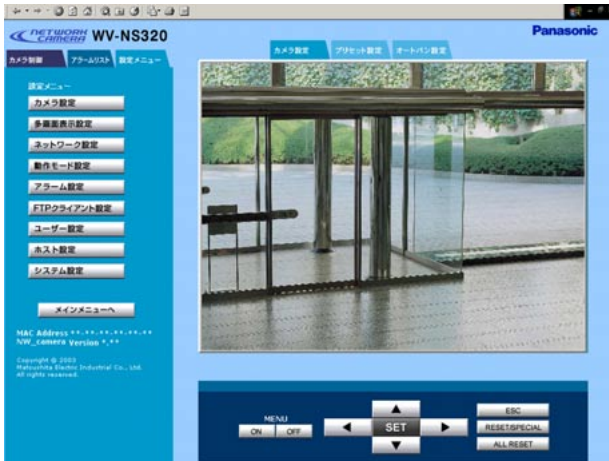 NETWORK CAMERA WV-NS320
Panasonic
カメラ制御 アラームリスト 設定メニュー
カメラ設定 プリセット設定 オートパン設定
設定メニュー
カメラ設定
多画面表示設定
ネットワーク設定
動作モード設定
アラーム設定
FTPクライアント設定
ユーザー設定
ホスト設定
システム設定
メインメニューへ
MAC Address **-**-**-**-**-**
NW_camera Version *.**
Copyright @ 2003
Matsushita Electric Industrial Co., Ltd.
All rights reserved.
MENU
ON OFF
SET
ESC
RESET/SPECIAL
ALL RESET